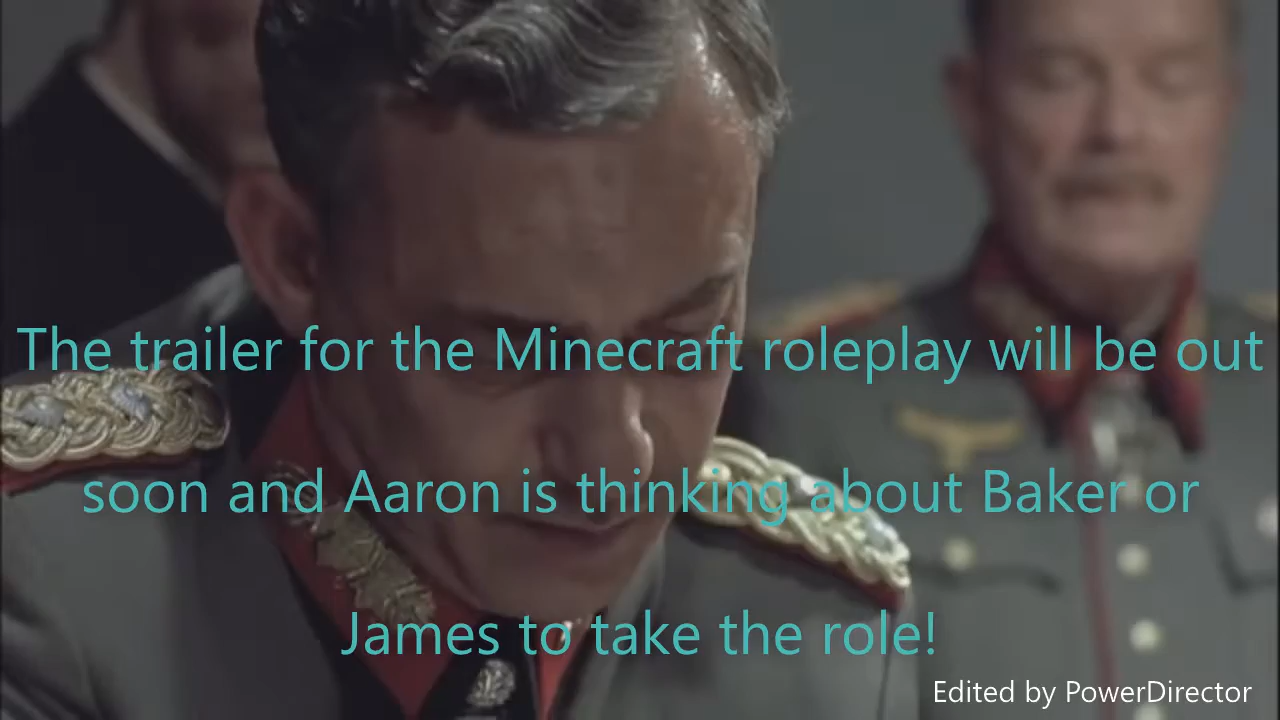 The trailer for the Minecraft roleplay will be out
soon and Aaron is thinking about Baker or
James to take the role!
Edited by PowerDirector